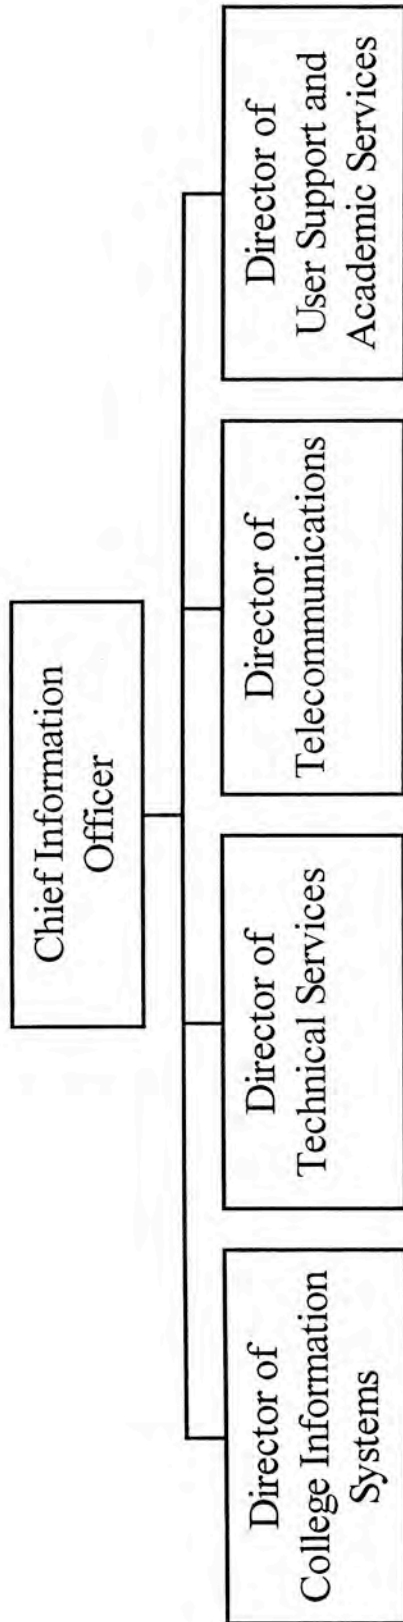 Chief Information
Officer
Director of
College Information
Systems
Director of
Technical Services
Director of
Telecommunications
Director of
User Support and
Academic Services